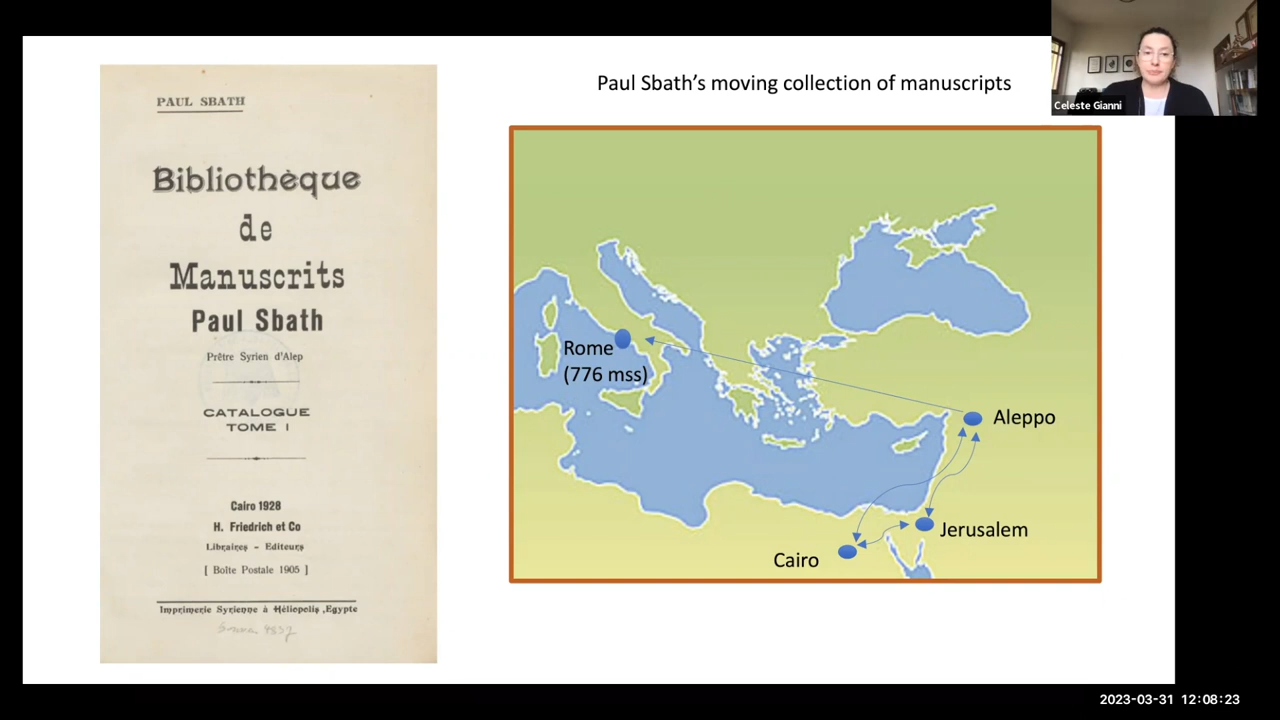 PAUL SBATH
Bibliothèque
de
Manuscrits
Paul Sbath
Prêtre Syrien d'Alep
CATALOGUE
TOME I
Cairo 1928
H. Friedrich et Co
Libraires - Editeurs
[ Boîte Postale 1905 ]
Imprimerie Syrienne à Héliopolis ,Egypte
Paul Sbath's moving collection of manuscripts
Rome
(776 mss)
Aleppo
Jerusalem
Cairo
Celeste Gianni
2023-03-31 12:08:23